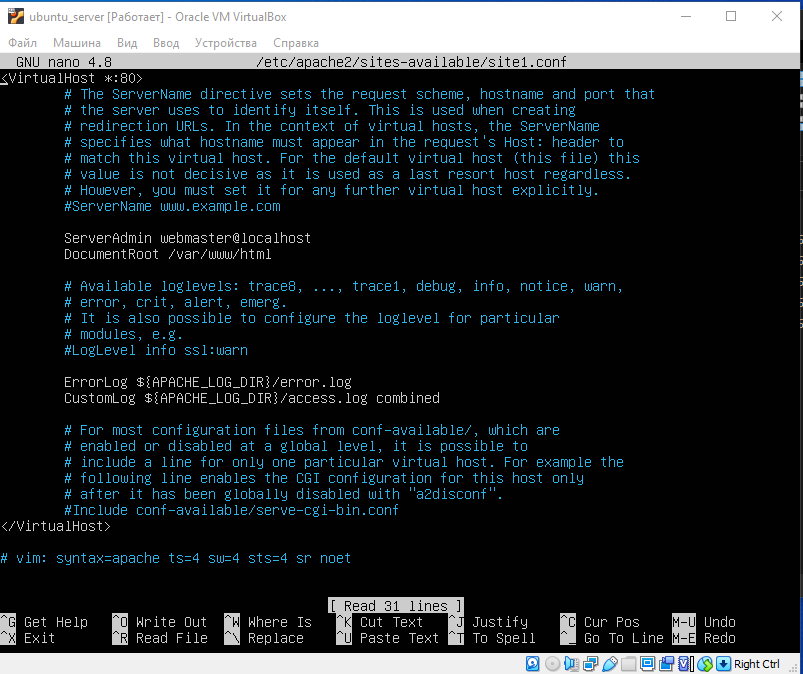 ubuntu_server [Работает] - Oracle VM VirtualBox
Файл Машина Вид Ввод Устройства Справка
GNU nano 4.8 /etc/apache2/sites-available/site1.conf
<VirtualHost *:80>
# The ServerName directive sets the request scheme, hostname and port that
# the server uses to identify itself. This is used when creating
# redirection URLs. In the context of virtual hosts, the ServerName
# specifies what hostname must appear in the request's Host: header to
# match this virtual host. For the default virtual host (this file) this
# value is not decisive as it is used as a last resort host regardless.
# However, you must set it for any further virtual host explicitly.
#ServerName www.example.com
ServerAdmin webmaster@localhost
DocumentRoot /var/www/html
# Available loglevels: trace8, ..., trace1, debug, info, notice, warn,
# error, crit, alert, emerg.
# It is also possible to configure the loglevel for particular
# modules, e.g.
#LogLevel info ssl:warn
ErrorLog ${APACHE_LOG_DIR}/error.log
CustomLog ${APACHE_LOG_DIR}/access.log combined
# For most configuration files from conf-available/, which are
# enabled or disabled at a global level, it is possible to
# include a line for only one particular virtual host. For example the
# following line enables the CGI configuration for this host only
# after it has been globally disabled with "a2disconf".
#Include conf-available/serve-cgi-bin.conf
</VirtualHost>
# vim: syntax=apache ts=4 sw=4 sts=4 sr noet
[ Read 31 lines ]
^G Get Help ^O Write Out ^W Where Is ^K Cut Text ^J Justify ^C Cur Pos M-U Undo
^X Exit ^R Read File ^\ Replace ^U Paste Text ^T To Spell ^_ Go To Line M-E Redo
Right Ctrl